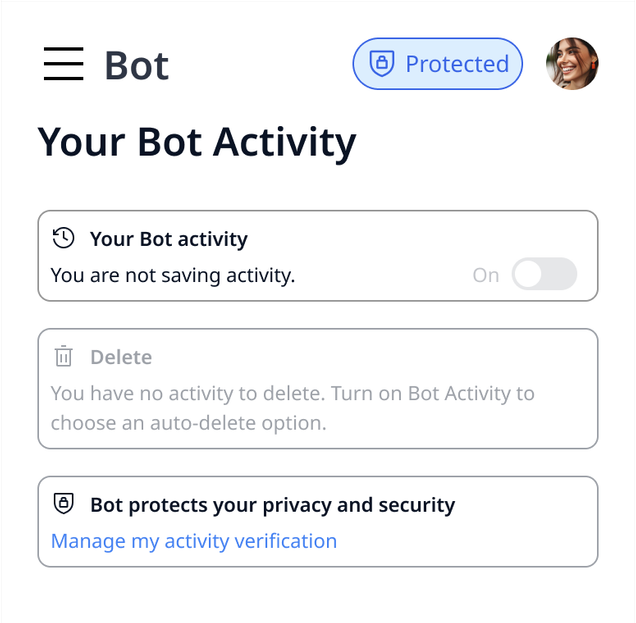 Bot
Protected
Your Bot Activity
Your Bot activity
You are not saving activity.
On
Delete
You have no activity to delete. Turn on Bot Activity to
choose an auto-delete option.
Bot protects your privacy and security
Manage my activity verification